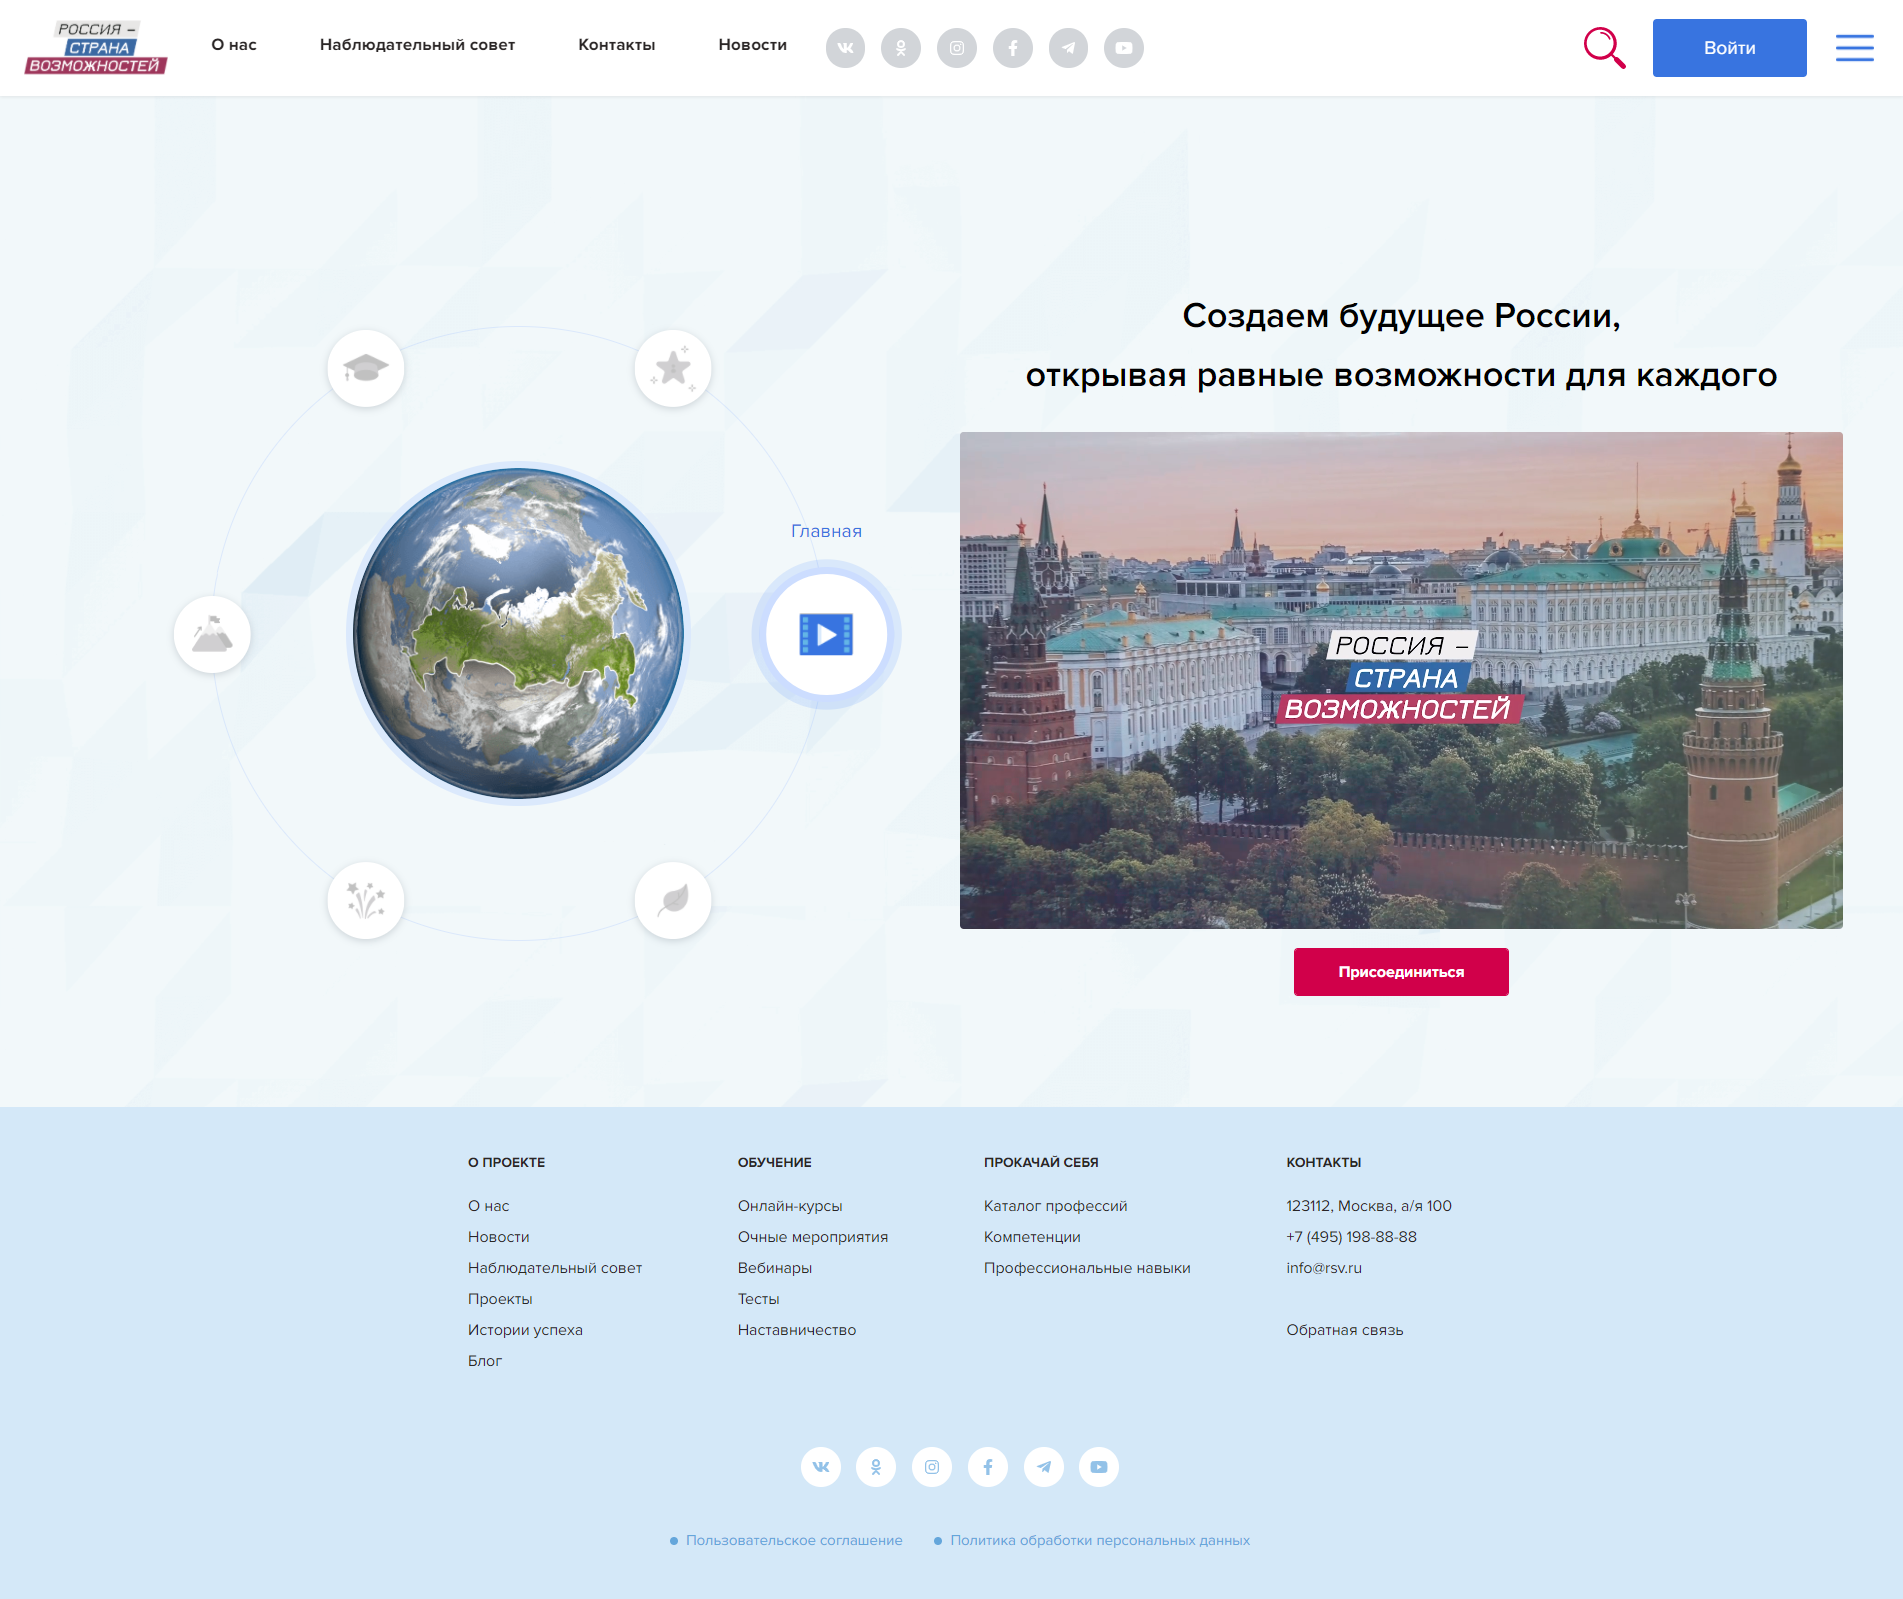 РОССИЯ –
СТРАНА
ВОЗМОЖНОСТЕЙ
О нас
Наблюдательный совет
Контакты
Новости
Войти
Создаем будущее России,
открывая равные возможности для каждого
Главная
РОССИЯ –
СТРАНА
ВОЗМОЖНОСТЕЙ
Присоединиться
О ПРОЕКТЕ
О нас
Новости
Наблюдательный совет
Проекты
Истории успеха
Блог
ОБУЧЕНИЕ
Онлайн-курсы
Очные мероприятия
Вебинары
Тесты
Наставничество
ПРОКАЧАЙ СЕБЯ
Каталог профессий
Компетенции
Профессиональные навыки
КОНТАКТЫ
123112, Москва, а/я 100
+7 (495) 198-88-88
info@rsv.ru
Обратная связь
Пользовательское соглашение
Политика обработки персональных данных